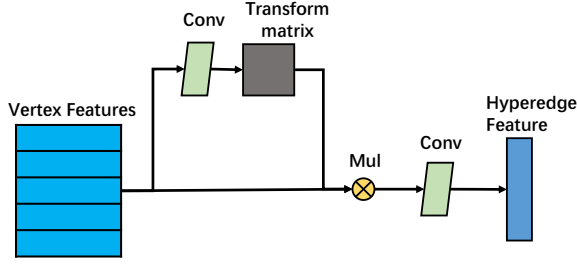 Conv
Transform
matrix
Vertex Features
Mul
Conv
Hyperedge
Feature